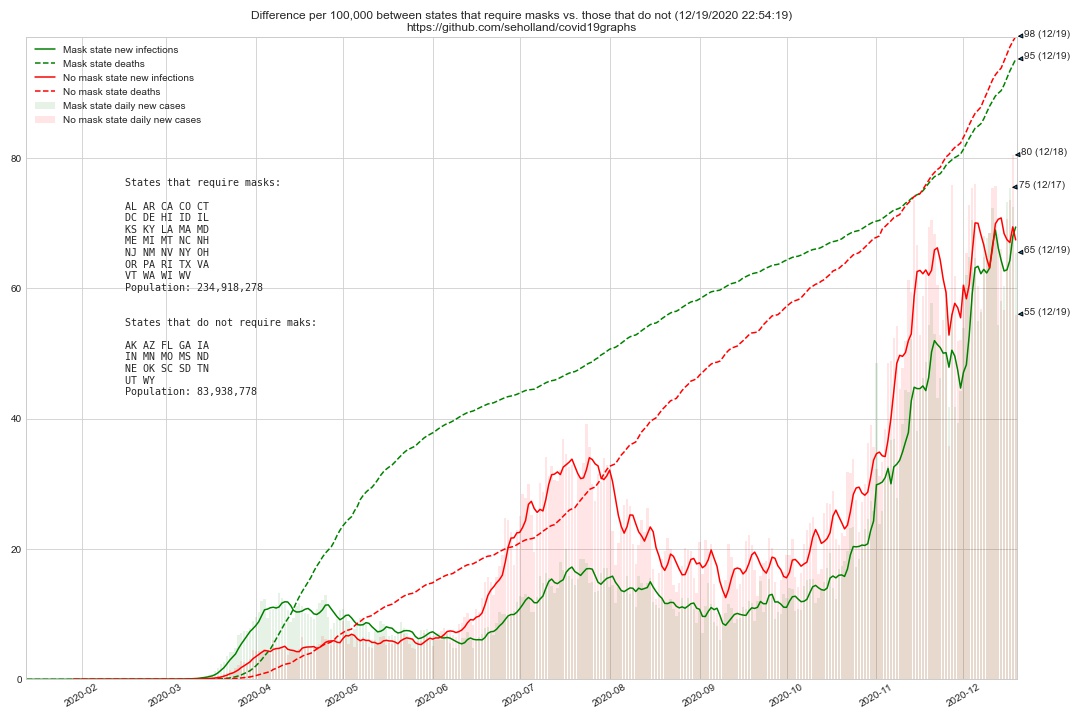 Difference per 100,000 between states that require masks vs. those that do not (12/19/2020 22:54:19)
https://github.com/seholland/covid19graphs
Mask state new infections
Mask state deaths
No mask state new infections
No mask state deaths
Mask state daily new cases
No mask state daily new cases
States that require masks:
AL AR CA CO CT
DC DE HI ID IL
KS KY LA MA MD
ME MI MT NC NH
NJ NM NV NY OH
OR PA RI TX VA
VT WA WI WV
Population: 234,918,278
States that do not require maks:
AK AZ FL GA IA
IN MN MO MS ND
NE OK SC SD TN
UT WY
Population: 83,938,778
98 (12/19)
95 (12/19)
80 (12/18)
75 (12/17)
65 (12/19)
55 (12/19)
80
60
40
20
0
2020-02
2020-03
2020-04
2020-05
2020-06
2020-07
2020-08
2020-09
2020-10
2020-11
2020-12